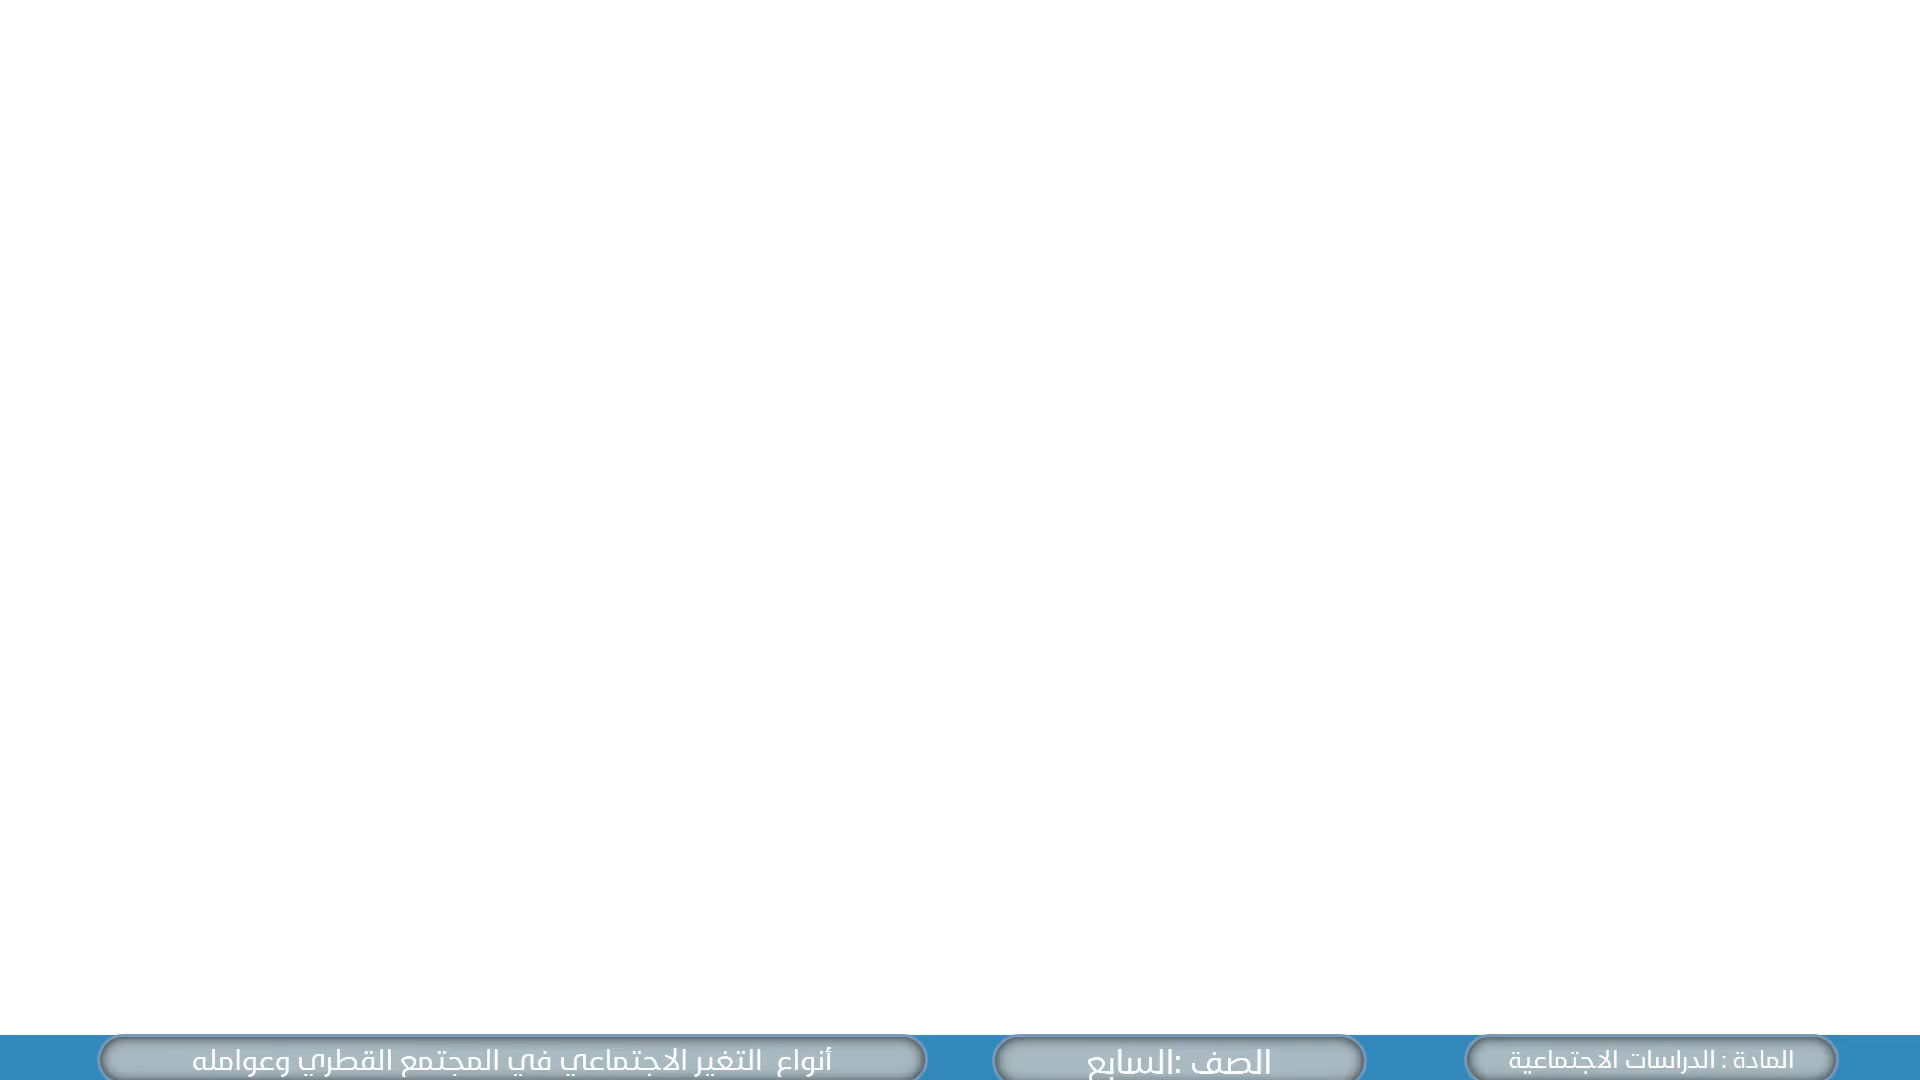 المادة : الدراسات الاجتماعية
الصف :السابع
أنواع التغير الاجتماعي في المجتمع القطري وعوامله